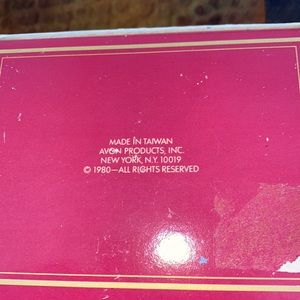 MADE IN TAIWAN
AVON PRODUCTS, INC.
NEW YORK, N.Y. 10019
© 1980—ALL RIGHTS RESERVED